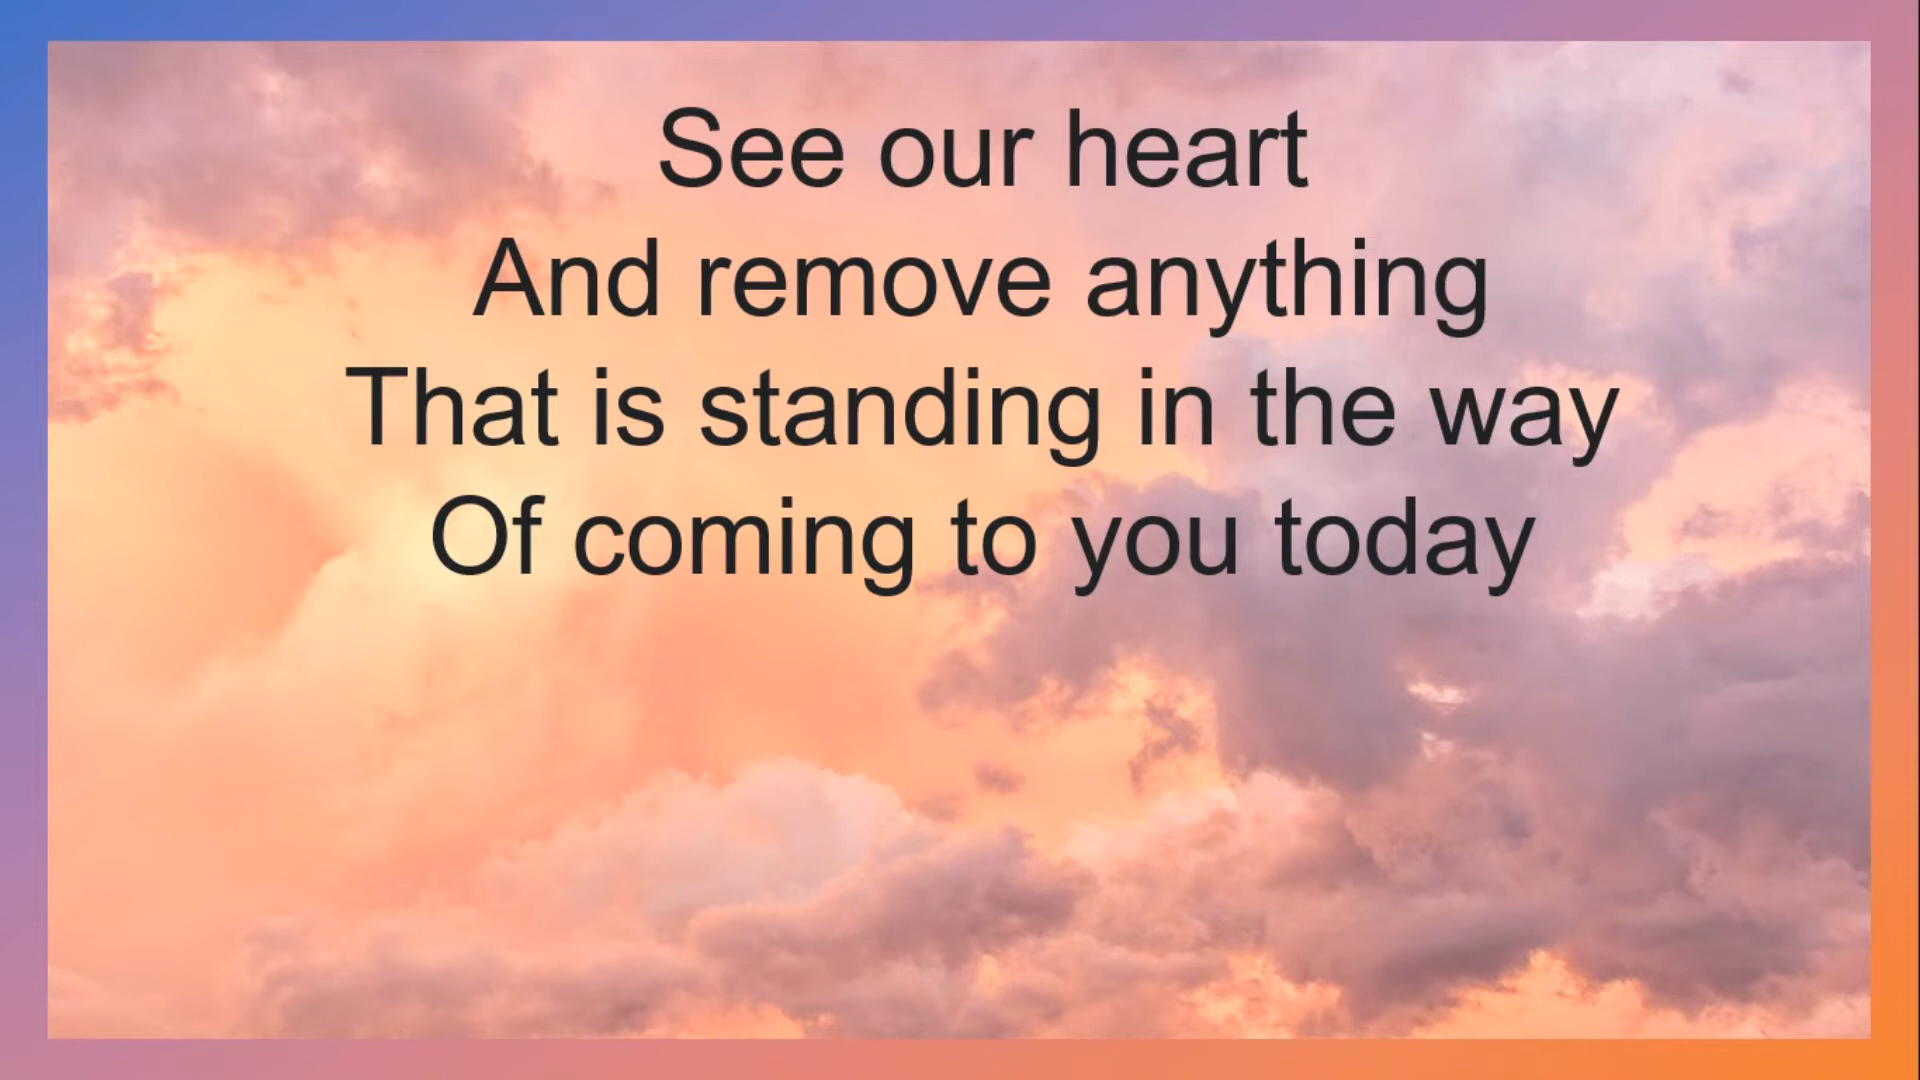 See our heart
And remove anything
That is standing in the way
Of coming to you today